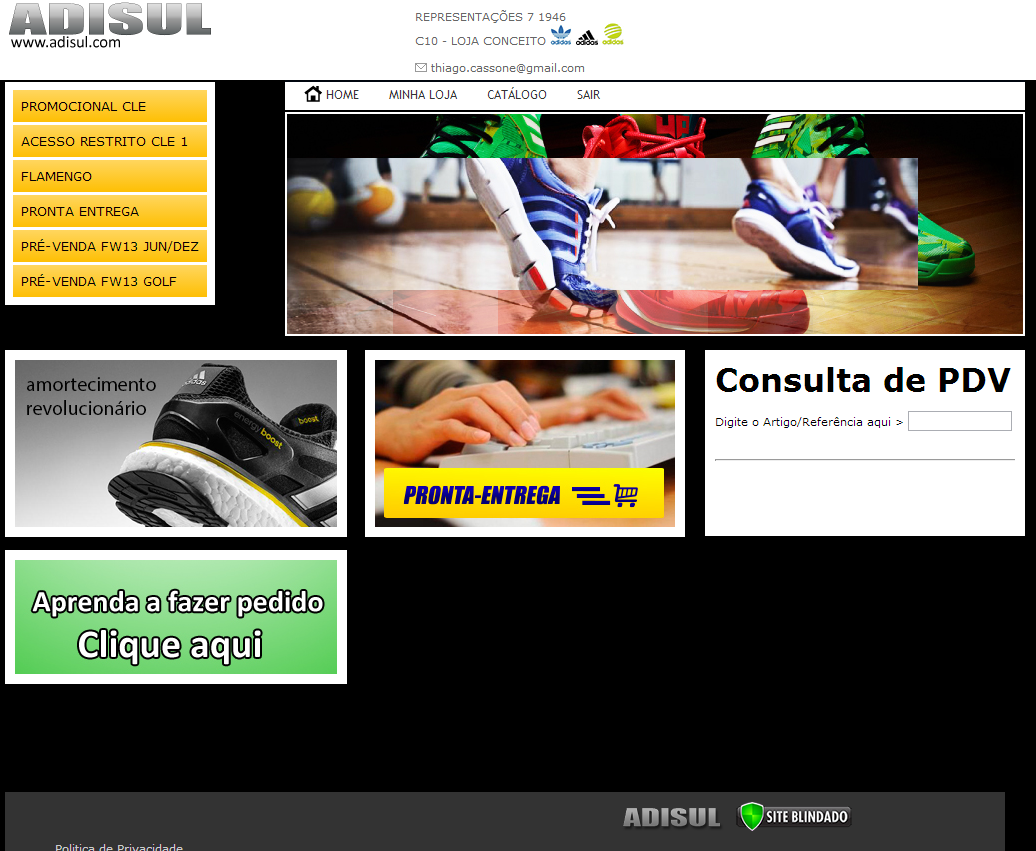 ADISUL
www.adisul.com
REPRESENTAÇÕES 7 1946
C10 - LOJA CONCEITO adidas adidas adidas
thiago.cassone@gmail.com
HOME MINHA LOJA CATÁLOGO SAIR
PROMOCIONAL CLE
ACESSO RESTRITO CLE 1
FLAMENGO
PRONTA ENTREGA
PRÉ-VENDA FW13 JUN/DEZ
PRÉ-VENDA FW13 GOLF
amortecimento
revolucionário
adidas
energy boost
boost
PRONTA-ENTREGA
Consulta de PDV
Digite o Artigo/Referência aqui >
Aprenda a fazer pedido
Clique aqui
ADISUL SITE BLINDADO
Politica de Privacidade